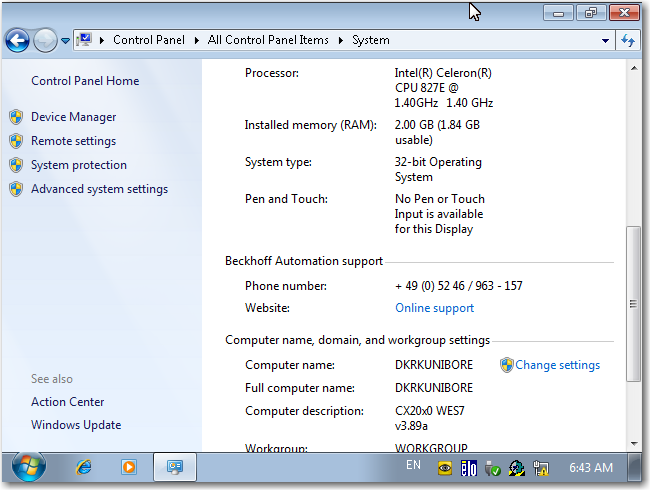 Control Panel
All Control Panel Items
System
Control Panel Home
Device Manager
Remote settings
System protection
Advanced system settings
See also
Action Center
Windows Update
Processor: Intel(R) Celeron(R)
CPU 827E @
1.40GHz 1.40 GHz
Installed memory (RAM): 2.00 GB (1.84 GB
usable)
System type: 32-bit Operating
System
Pen and Touch: No Pen or Touch
Input is available
for this Display
Beckhoff Automation support
Phone number: + 49 (0) 52 46 / 963 - 157
Website: Online support
Computer name, domain, and workgroup settings
Computer name: DKRKUNIBORE Change settings
Full computer name: DKRKUNIBORE
Computer description: CX20x0 WES7
v3.89a
Workgroup: WORKGROUP
EN
6:43 AM